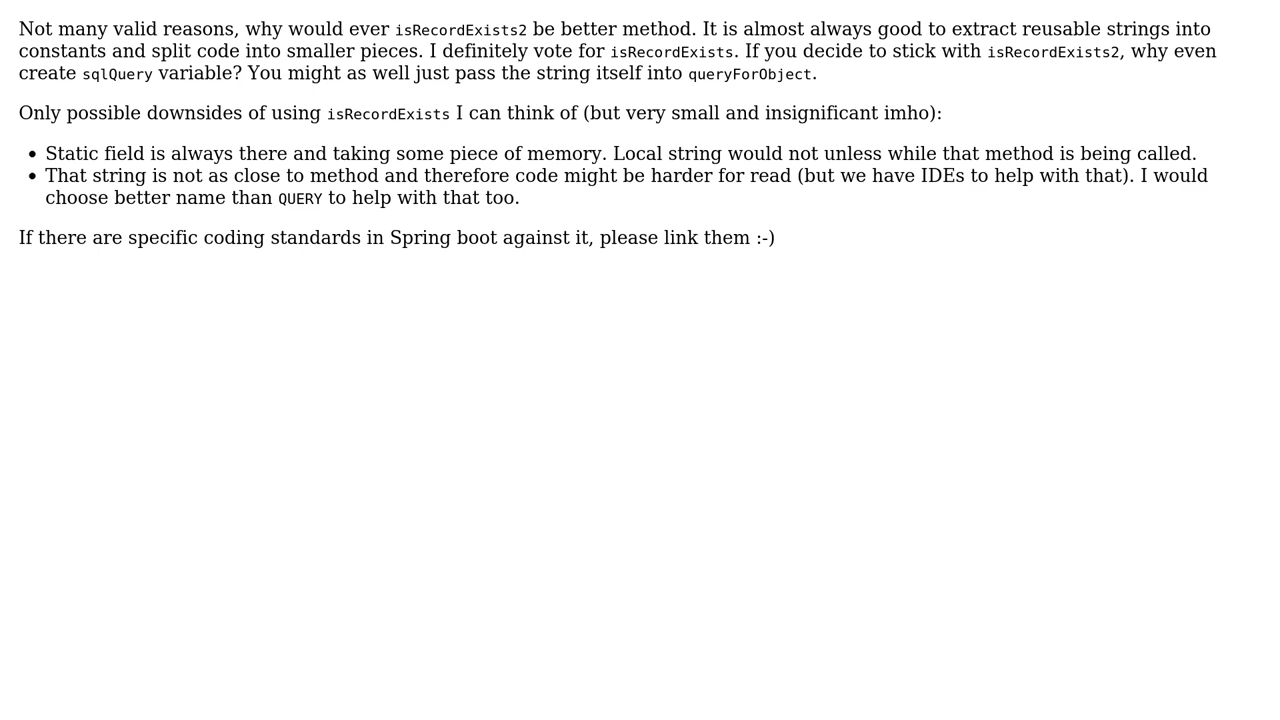 Not many valid reasons, why would ever isRecordExists2 be better method. It is almost always good to extract reusable strings into
constants and split code into smaller pieces. I definitely vote for isRecordExists. If you decide to stick with isRecordExists2, why even
create sqlQuery variable? You might as well just pass the string itself into queryForObject.
Only possible downsides of using isRecordExists I can think of (but very small and insignificant imho):
• Static field is always there and taking some piece of memory. Local string would not unless while that method is being called.
• That string is not as close to method and therefore code might be harder for read (but we have IDEs to help with that). I would
choose better name than QUERY to help with that too.
If there are specific coding standards in Spring boot against it, please link them :-)